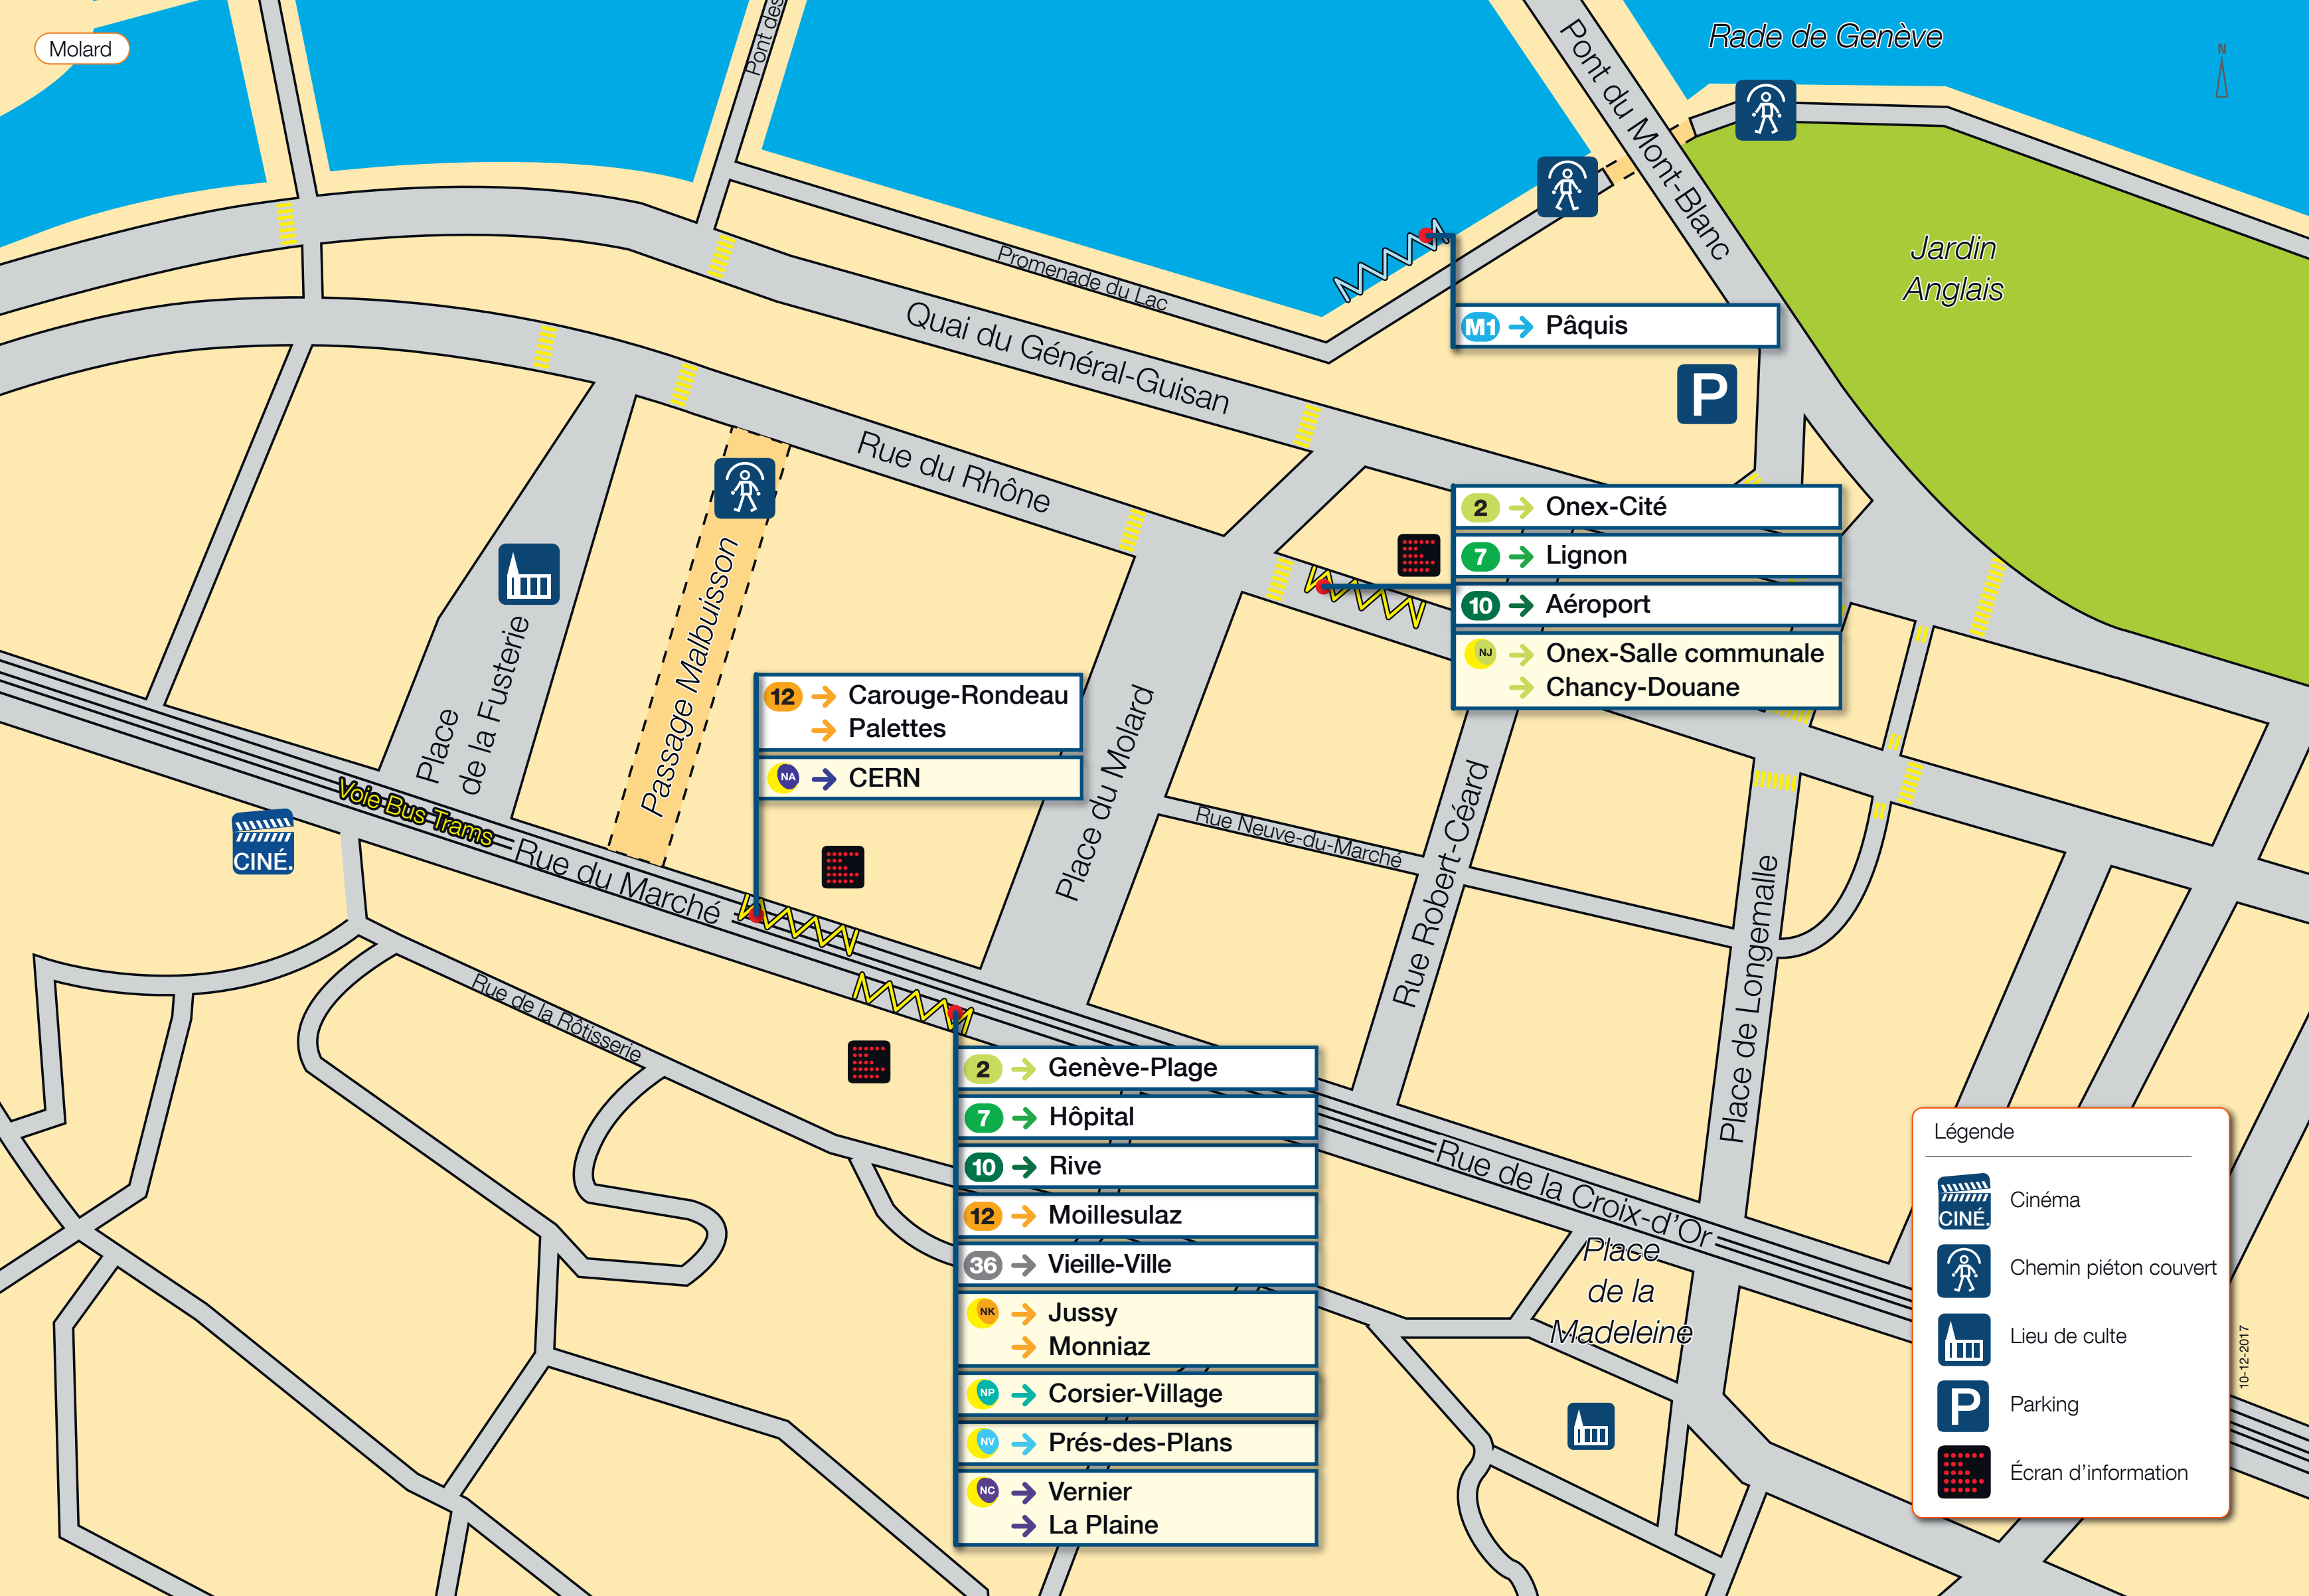 Molard
Pont des
Pont du Mont-Blanc
Rade de Genève
N
Jardin
Anglais
Promenade du Lac
Quai du Général-Guisan
M1 → Pâquis
P
Rue du Rhône
2 → Onex-Cité
7 → Lignon
10 → Aéroport
NJ → Onex-Salle communale
→ Chancy-Douane
Place
de la Fusterie
Passage Malbuisson
12 → Carouge-Rondeau
→ Palettes
NA → CERN
Place du Molard
Rue Neuve-du-Marché
Rue Robert-Céard
Place de Longemalle
Voie Bus Trams
CINÉ.
Rue du Marché
Rue de la Rôtisserie
2 → Genève-Plage
7 → Hôpital
10 → Rive
12 → Moillesulaz
36 → Vieille-Ville
NK → Jussy
→ Monniaz
NP → Corsier-Village
NV → Prés-des-Plans
NC → Vernier
→ La Plaine
Rue de la Croix-d'Or
Place
de la
Madeleine
Légende
CINÉ. Cinéma
Chemin piéton couvert
Lieu de culte
P Parking
Écran d'information
10-12-2017